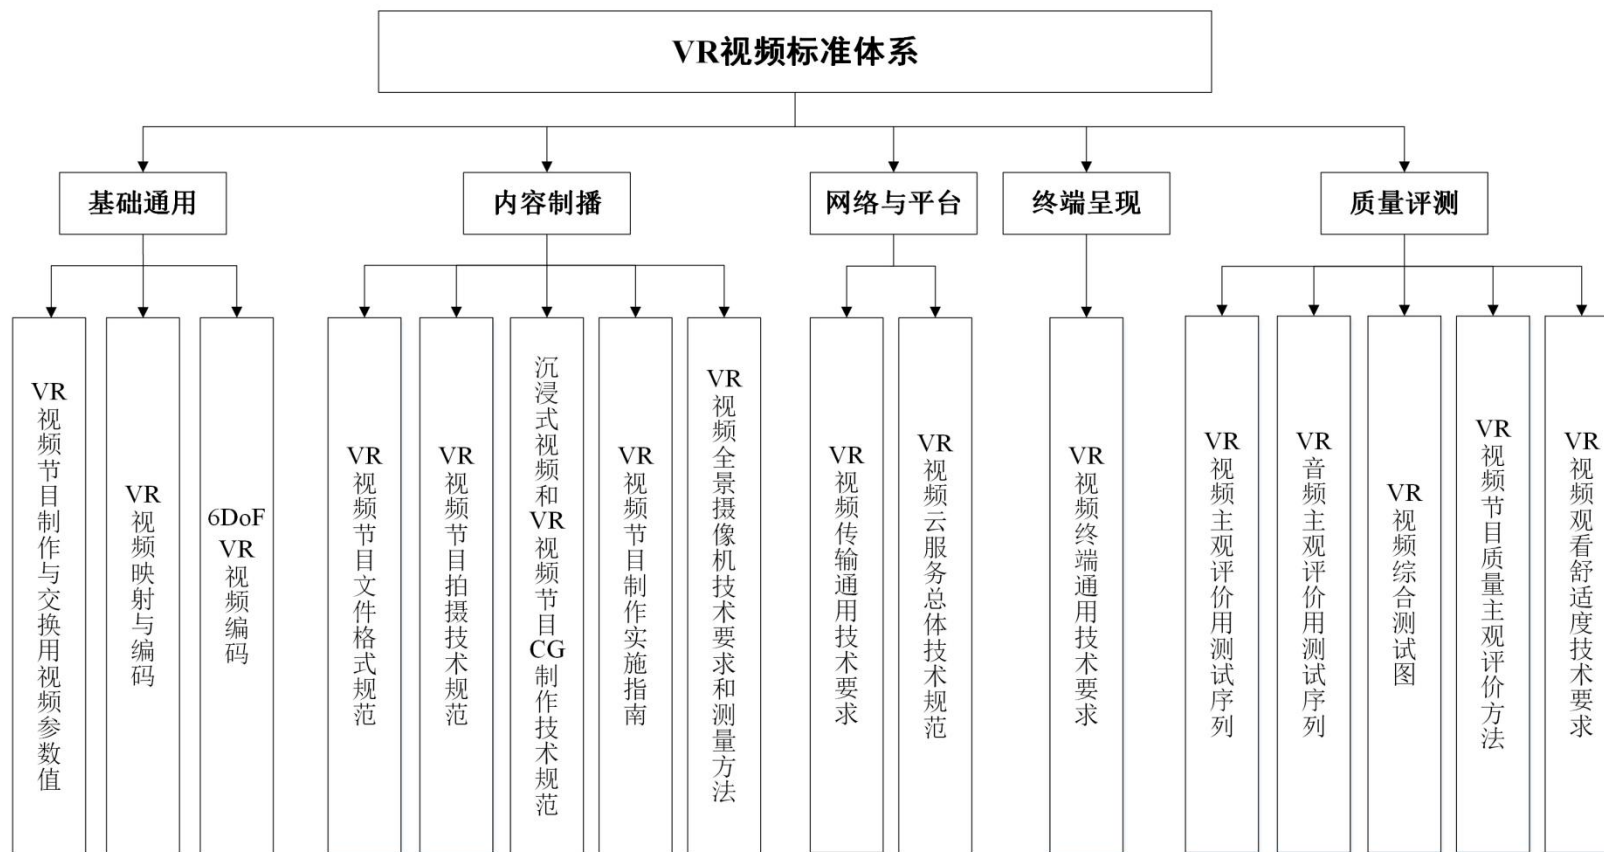 VR视频标准体系
基础通用
内容制播
网络与平台
终端呈现
质量评测
VR视频节目制作与交换用视频参数值
VR视频映射与编码
6DoF VR视频编码
VR视频节目文件格式规范
VR视频节目拍摄技术规范
沉浸式视频和VR视频节目CG制作技术规范
VR视频节目制作实施指南
VR视频全景摄像机技术要求和测量方法
VR视频传输通用技术要求
VR视频云服务总体技术规范
VR视频终端通用技术要求
VR视频主观评价用测试序列
VR音频主观评价用测试序列
VR视频综合测试图
VR视频节目质量主观评价方法
VR视频观看舒适度技术要求